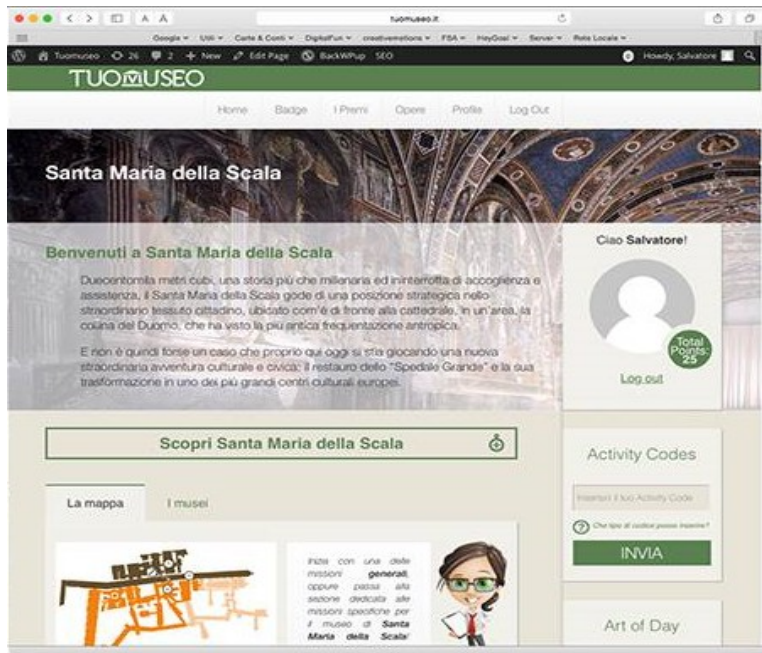 tuomuseo.it
Google Utili Carte & Conti DigitalFun creativemotions FSA HeyGoal Server Rete Locale
Tuomuseo 26 2 + New Edit Page BackWPup SEO 0 Howdy, Salvatore
TUOMUSEO
Home Badge I Premi Opere Profile Log Out
Santa Maria della Scala
Benvenuti a Santa Maria della Scala
Duecentomila metri cubi, una storia più che millenaria ed ininterrotta di accoglienza e
assistenza, il Santa Maria della Scala gode di una posizione strategica nello
straordinario tessuto cittadino, ubicato com'è di fronte alla cattedrale, in un'area, la
collina del Duomo, che ha visto la più antica frequentazione antropica.
E non è quindi forse un caso che proprio qui oggi si stia giocando una nuova
straordinaria avventura culturale e civica: il restauro dello "Spedale Grande" e la sua
trasformazione in uno dei più grandi centri culturali europei.
Ciao Salvatore!
Total
Points:
25
Log out
Scopri Santa Maria della Scala
La mappa I musei
Inizia con una delle
missioni generali,
oppure passa alla
sezione dedicata alle
missioni specifiche per
il museo di Santa
Maria della Scala!
Activity Codes
Inserisci il tuo Activity Code
Che tipo di codice posso inserire?
INVIA
Art of Day